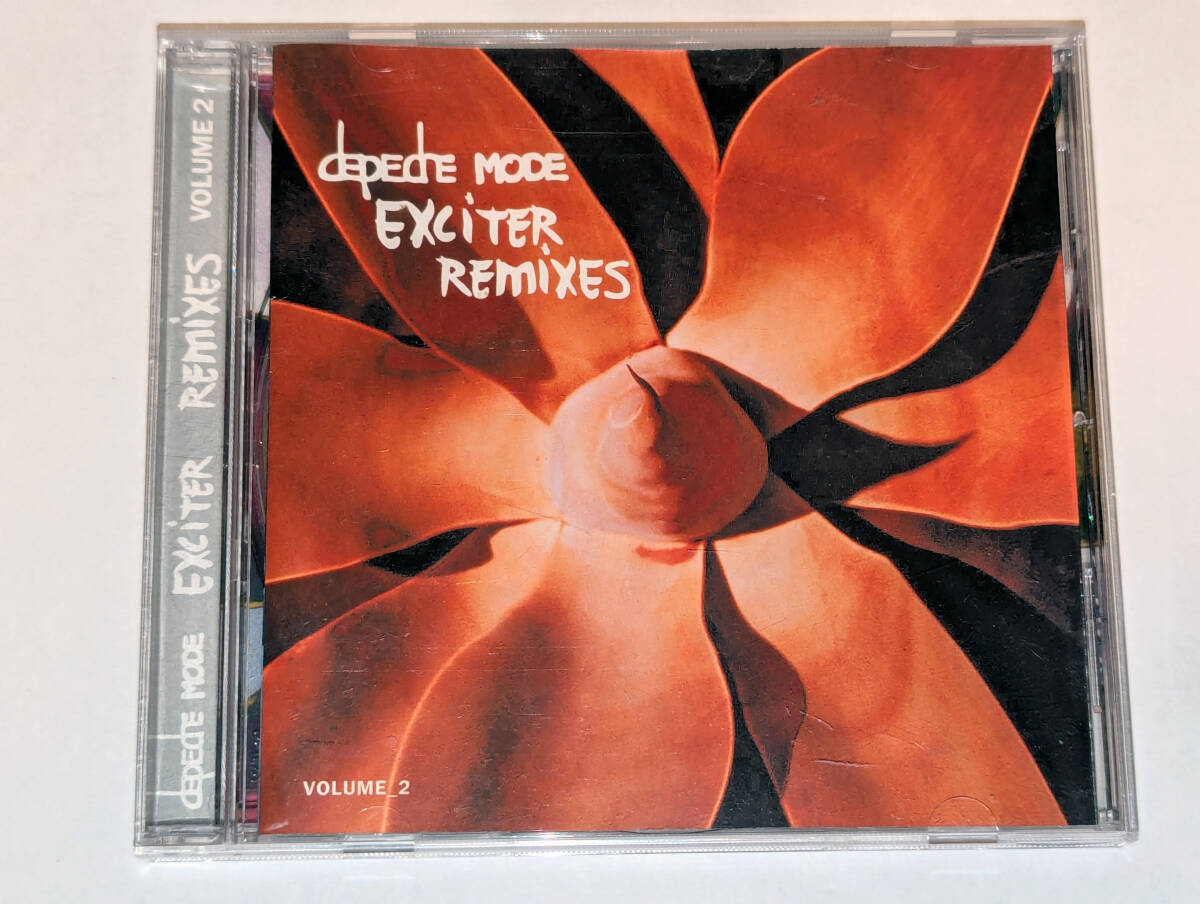 depeche MODE
EXCiTER
REMiXES
VOLUME_2
depeche MODE EXCiTER REMiXES VOLUME 2